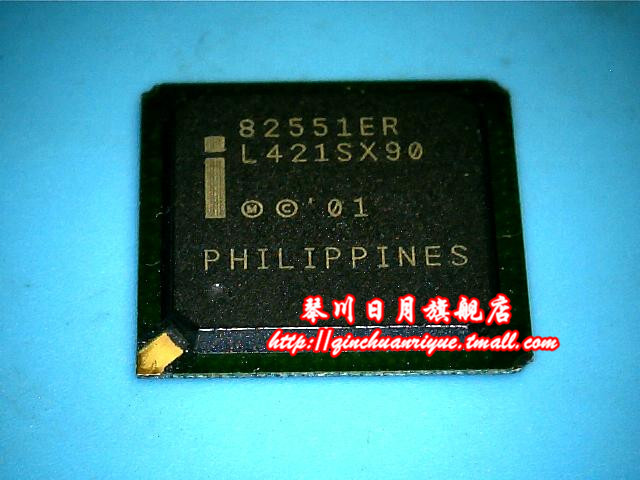 82551ER
L421SX90
i
Ⓜ © '01
PHILIPPINES
琴川日月旗舰店
http://qinchuanriyue.tmall.com